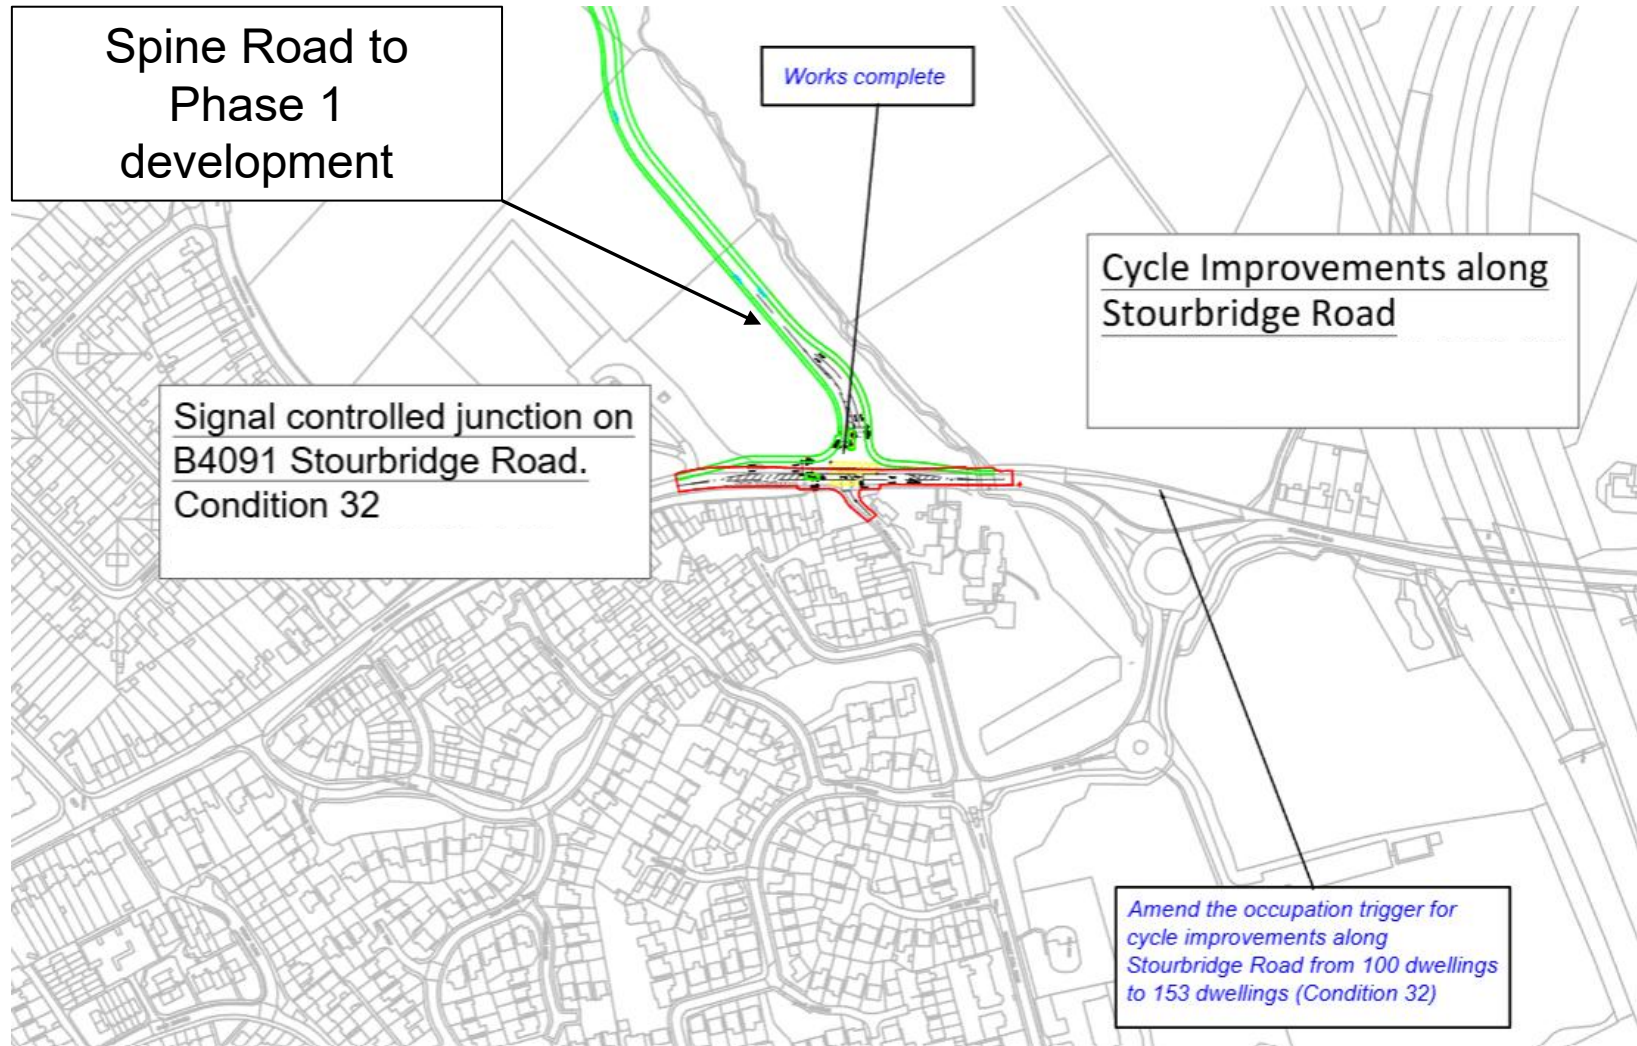 Spine Road to
Phase 1
development
Works complete
Cycle Improvements along
Stourbridge Road
Signal controlled junction on
B4091 Stourbridge Road.
Condition 32
Amend the occupation trigger for
cycle improvements along
Stourbridge Road from 100 dwellings
to 153 dwellings (Condition 32)